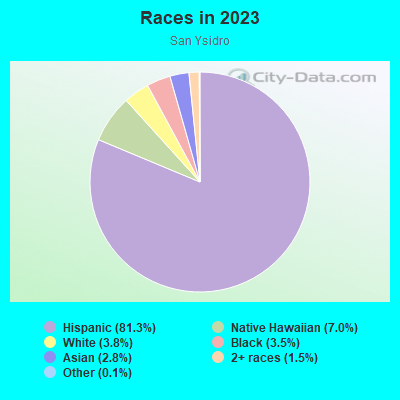 Races in 2023
San Ysidro
City-Data.com
Hispanic (81.3%)
Native Hawaiian (7.0%)
White (3.8%)
Black (3.5%)
Asian (2.8%)
2+ races (1.5%)
Other (0.1%)